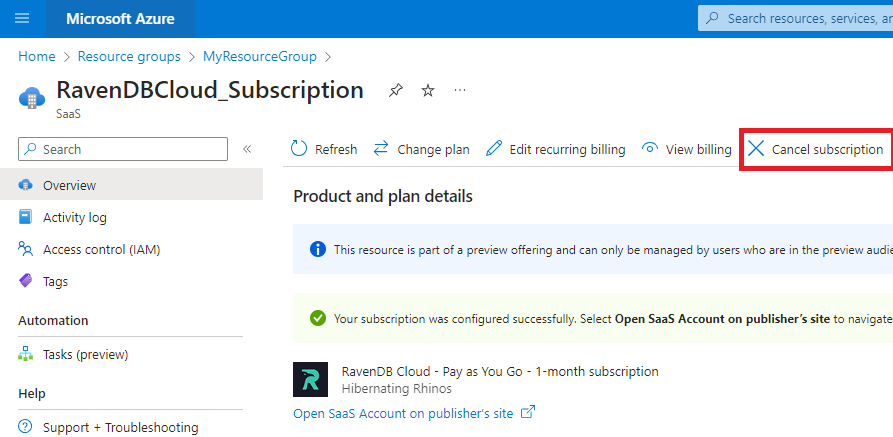 Microsoft Azure
Search resources, services, an
Home > Resource groups > MyResourceGroup >
RavenDBCloud_Subscription
SaaS
Search
Refresh
Change plan
Edit recurring billing
View billing
Cancel subscription
Overview
Activity log
Access control (IAM)
Tags
Automation
Tasks (preview)
Help
Support + Troubleshooting
Product and plan details
This resource is part of a preview offering and can only be managed by users who are in the preview audie
Your subscription was configured successfully. Select Open SaaS Account on publisher's site to navigate
RavenDB Cloud - Pay as You Go - 1-month subscription
Hibernating Rhinos
Open SaaS Account on publisher's site